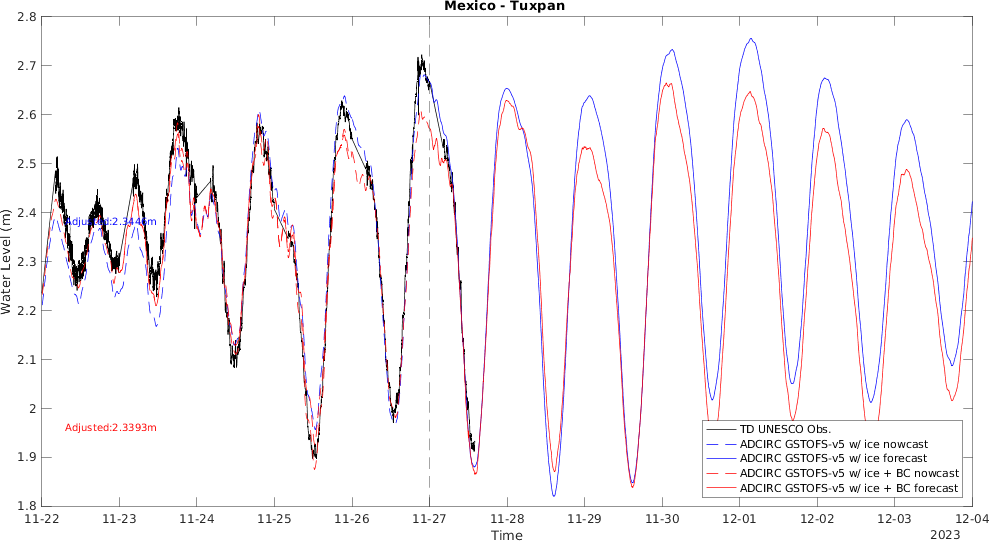 Mexico - Tuxpan
2.8
2.7
2.6
2.5
2.4
2.3
2.2
2.1
2
1.9
1.8
Water Level (m)
Adjusted:2.3446m
Adjusted:2.3393m
TD UNESCO Obs.
ADCIRC GSTOFS-v5 w/ ice nowcast
ADCIRC GSTOFS-v5 w/ ice forecast
ADCIRC GSTOFS-v5 w/ ice + BC nowcast
ADCIRC GSTOFS-v5 w/ ice + BC forecast
11-22 11-23 11-24 11-25 11-26 11-27 11-28 11-29 11-30 12-01 12-02 12-03 12-04
Time
2023